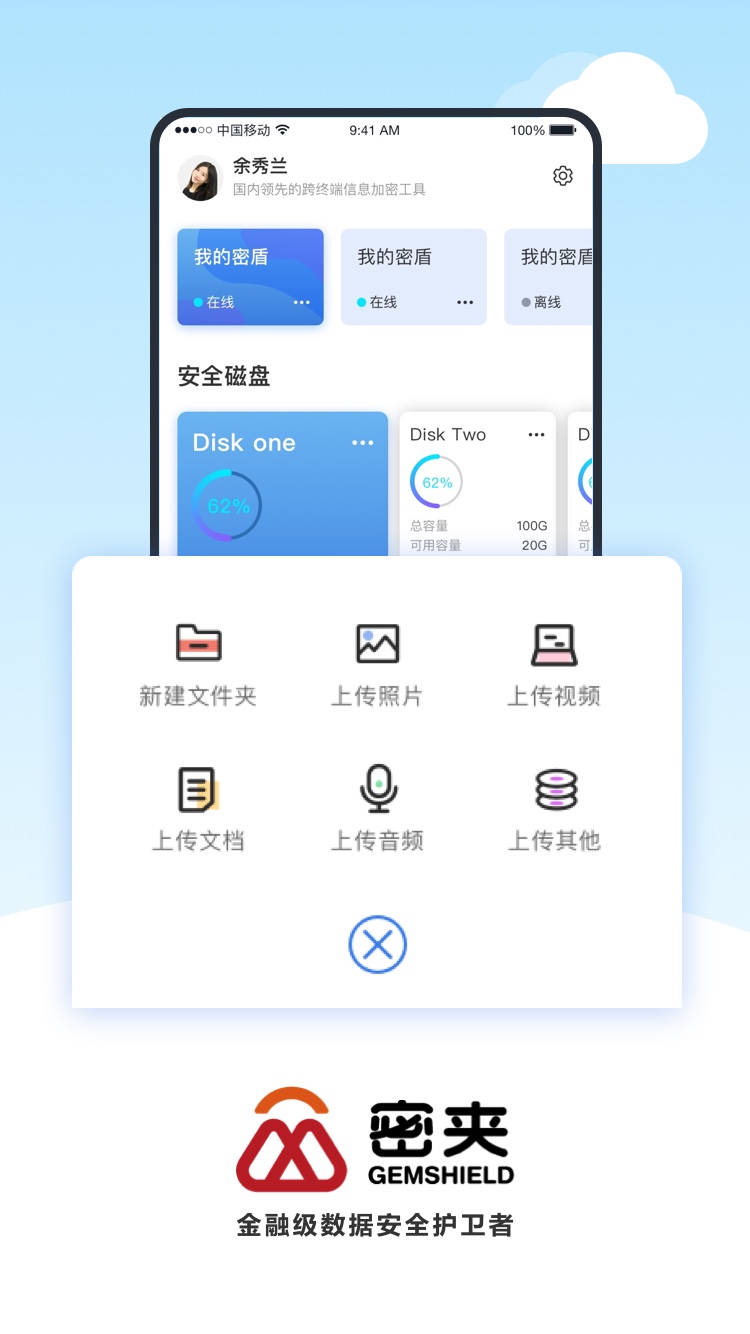 中国移动 9:41 AM 100%
余秀兰
国内领先的跨终端信息加密工具
我的密盾 我的密盾 我的密盾
在线 在线 离线
安全磁盘
Disk one Disk Two D
62% 62% 6
总容量 100G 总
可用容量 20G 可
新建文件夹 上传照片 上传视频
上传文档 上传音频 上传其他
密夹
GEMSHIELD
金融级数据安全护卫者